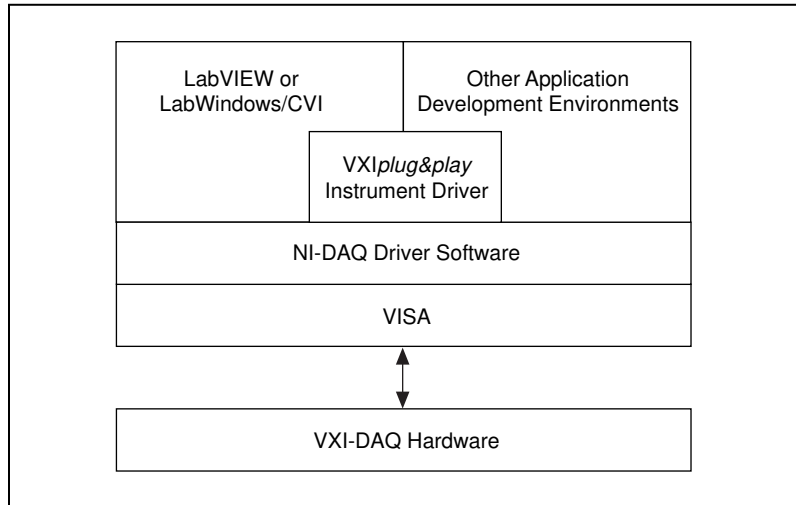 LabVIEW or
LabWindows/CVI
Other Application
Development Environments
VXIplug&play
Instrument Driver
NI-DAQ Driver Software
VISA
VXI-DAQ Hardware